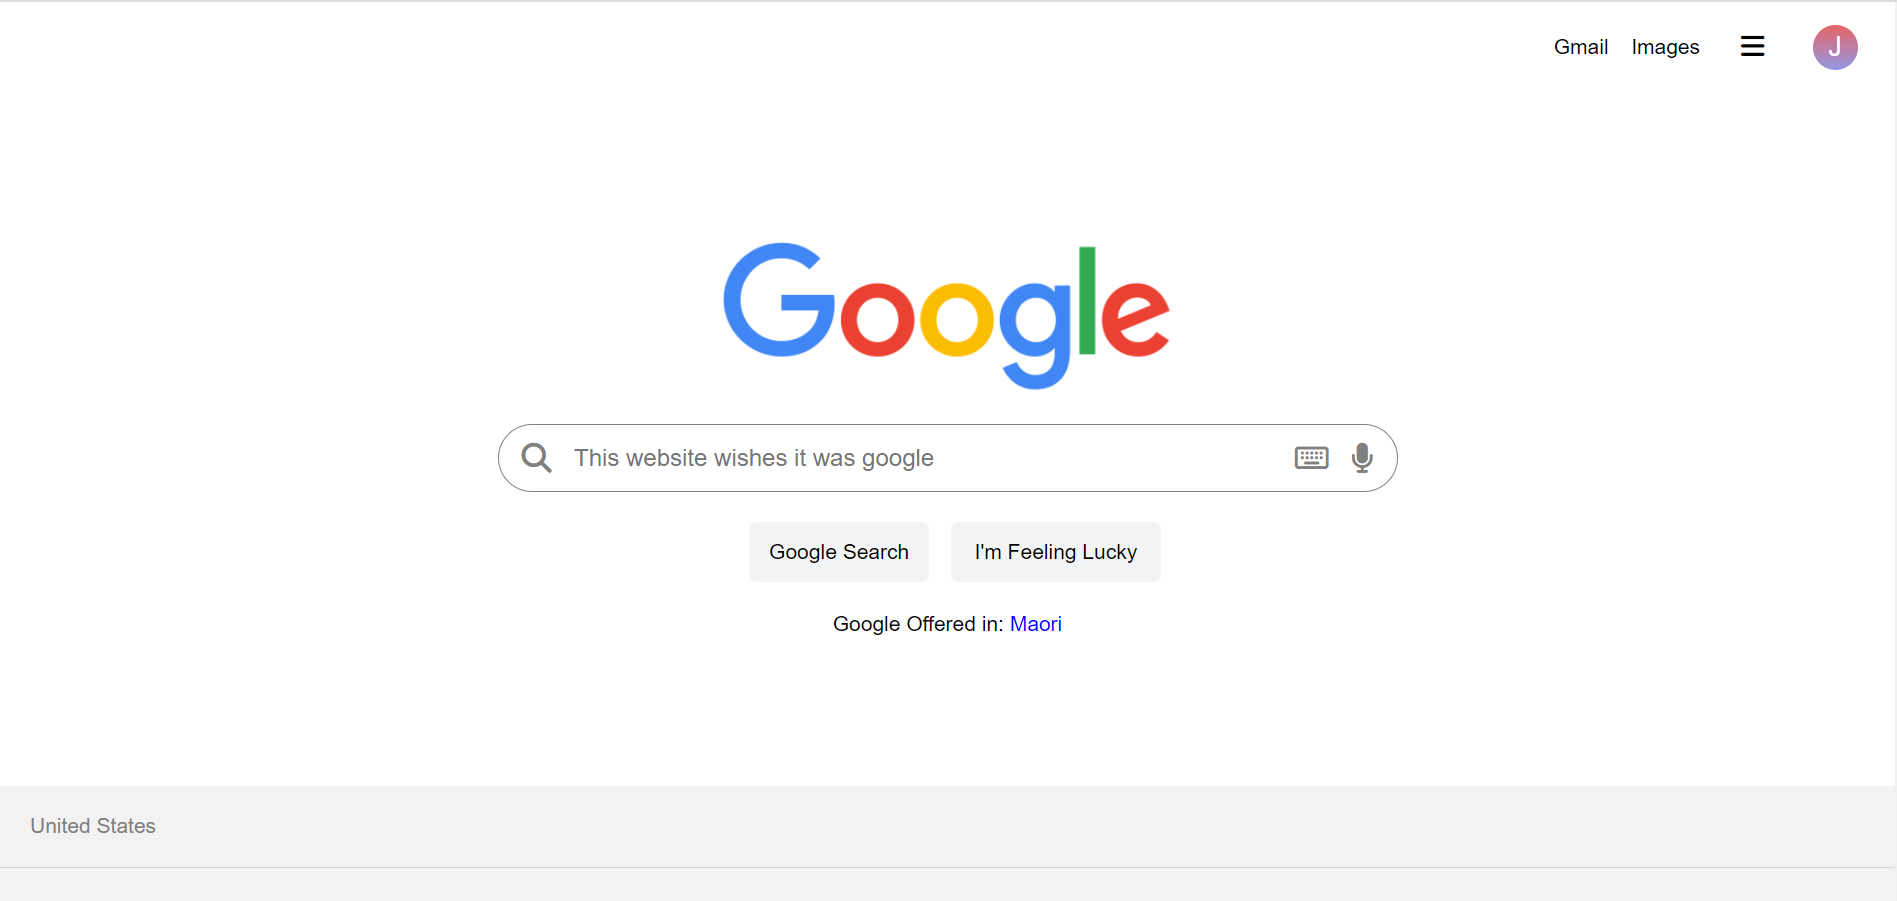 Gmail Images J
Google
This website wishes it was google
Google Search I'm Feeling Lucky
Google Offered in: Maori
United States